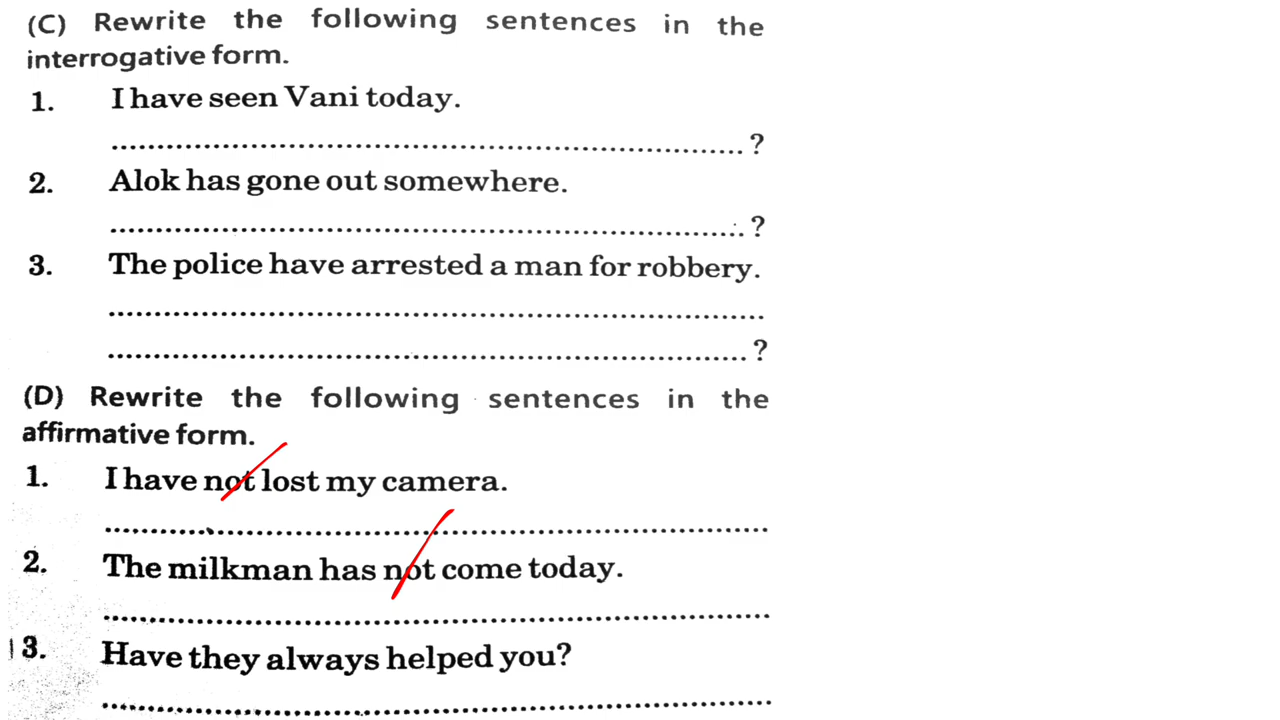 (C) Rewrite the following sentences in the
interrogative form.
1. I have seen Vani today.
..........................................................................?
2. Alok has gone out somewhere.
..........................................................................?
3. The police have arrested a man for robbery.
..........................................................................
..........................................................................?
(D) Rewrite the following sentences in the
affirmative form.
1. I have not lost my camera.
..........................................................................
2. The milkman has not come today.
..........................................................................
3. Have they always helped you?
..........................................................................